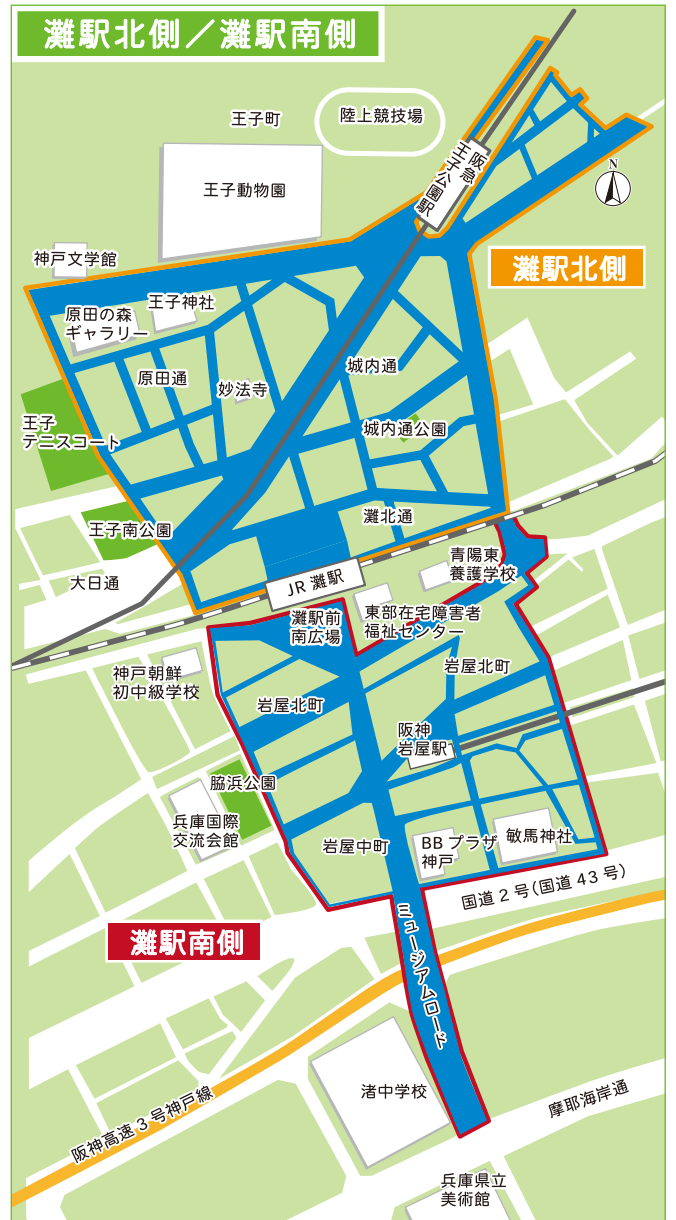 灘駅北側／灘駅南側
王子町
陸上競技場
王子動物園
阪急
王子公園駅
N
神戸文学館
灘駅北側
王子神社
原田の森
ギャラリー
原田通
妙法寺
城内通
王子
テニスコート
城内通公園
王子南公園
灘北通
大日通
JR 灘駅
青陽東
養護学校
灘駅前
南広場
東部在宅障害者
福祉センター
神戸朝鮮
初中級学校
岩屋北町
岩屋北町
阪神
岩屋駅
脇浜公園
兵庫国際
交流会館
岩屋中町
BB プラザ
神戸
敏馬神社
国道 2 号(国道 43 号)
灘駅南側
ミュージアムロード
渚中学校
阪神高速 3 号神戸線
摩耶海岸通
兵庫県立
美術館